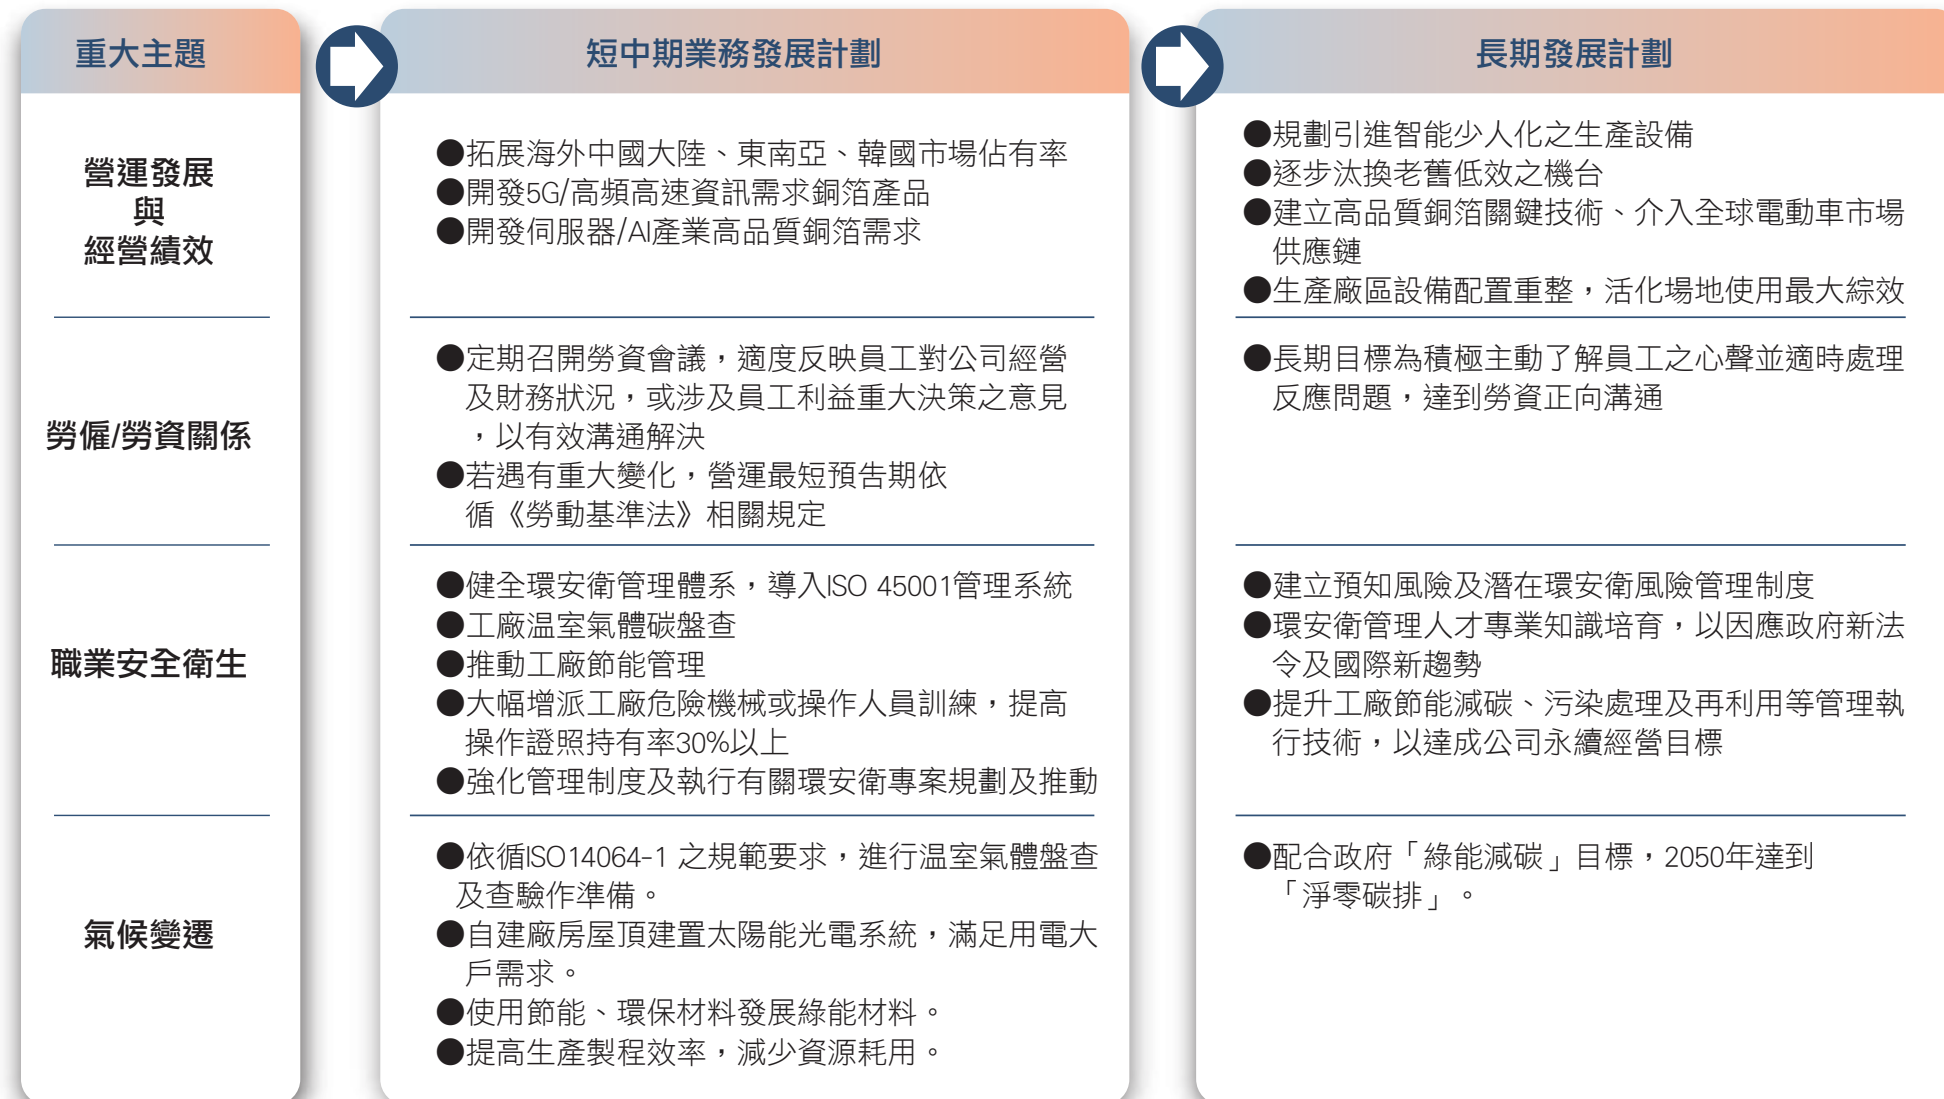 重大主題
短中期業務發展計劃
長期發展計劃
營運發展
與
經營績效
●拓展海外中國大陸、東南亞、韓國市場佔有率
●開發5G/高頻高速資訊需求銅箔產品
●開發伺服器/AI產業高品質銅箔需求
●規劃引進智能少人化之生產設備
●逐步汰換老舊低效之機台
●建立高品質銅箔關鍵技術、介入全球電動車市場
供應鏈
●生產廠區設備配置重整，活化場地使用最大綜效
勞僱/勞資關係
●定期召開勞資會議，適度反映員工對公司經營
及財務狀況，或涉及員工利益重大決策之意見
，以有效溝通解決
●若遇有重大變化，營運最短預告期依
循《勞動基準法》相關規定
●長期目標為積極主動了解員工之心聲並適時處理
反應問題，達到勞資正向溝通
職業安全衛生
●健全環安衛管理體系，導入ISO 45001管理系統
●工廠温室氣體碳盤查
●推動工廠節能管理
●大幅增派工廠危險機械或操作人員訓練，提高
操作證照持有率30%以上
●強化管理制度及執行有關環安衛專案規劃及推動
●建立預知風險及潛在環安衛風險管理制度
●環安衛管理人才專業知識培育，以因應政府新法
令及國際新趨勢
●提升工廠節能減碳、污染處理及再利用等管理執
行技術，以達成公司永續經營目標
氣候變遷
●依循ISO14064-1 之規範要求，進行温室氣體盤查
及查驗作準備。
●自建廠房屋頂建置太陽能光電系統，滿足用電大
戶需求。
●使用節能、環保材料發展綠能材料。
●提高生產製程效率，減少資源耗用。
●配合政府「綠能減碳」目標，2050年達到
「淨零碳排」。